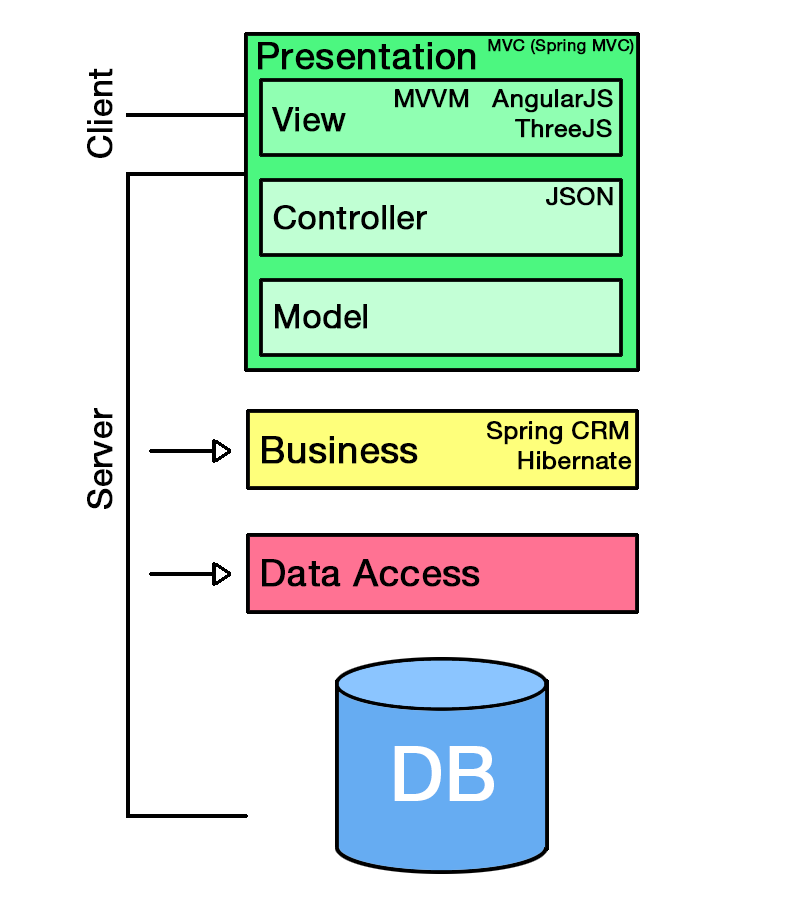 Presentation MVC (Spring MVC)
Client
View MVVM AngularJS
ThreeJS
Controller JSON
Model
Server
Business Spring CRM
Hibernate
Data Access
DB